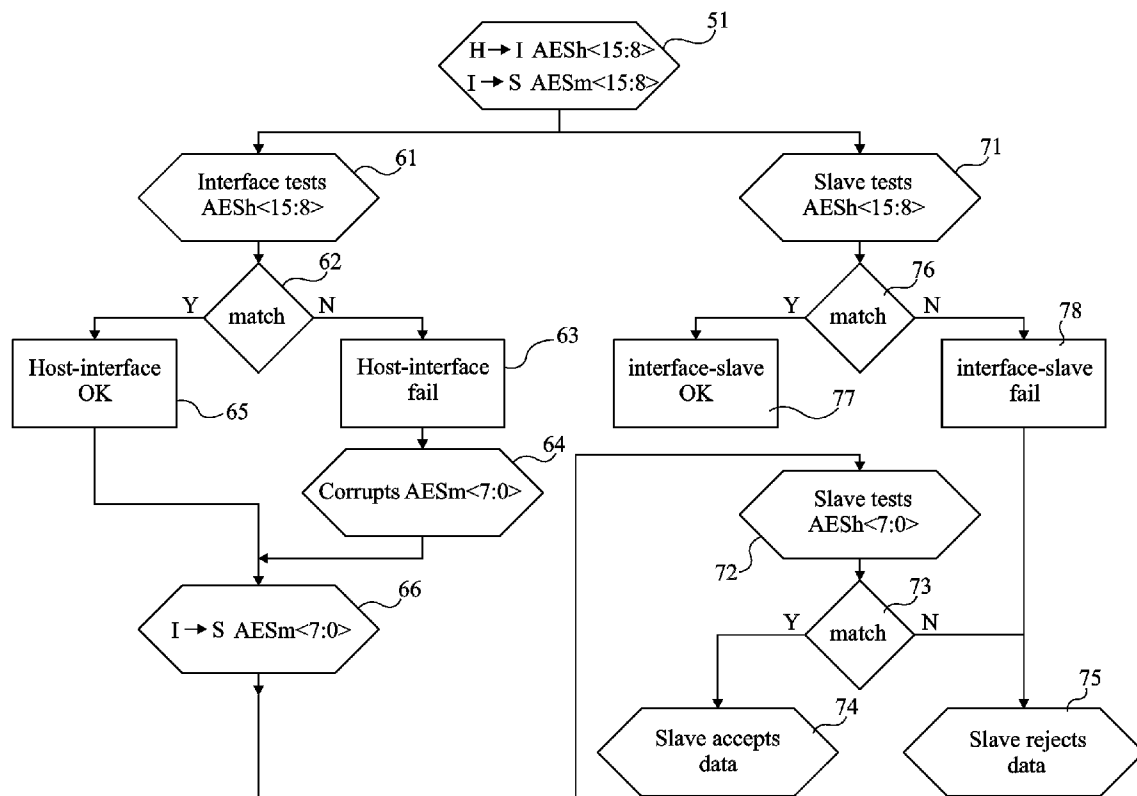 51
H→I AESh<15:8>
I→S AESm<15:8>
61
Interface tests
AESh<15:8>
71
Slave tests
AESh<15:8>
62
Y
match
N
76
Y
match
N
78
Host-interface
OK
65
63
Host-interface
fail
interface-slave
OK
77
interface-slave
fail
64
Corrupts AESm<7:0>
Slave tests
AESh<7:0>
72
66
I→S AESm<7:0>
73
Y
match
N
74
Slave accepts
data
75
Slave rejects
data